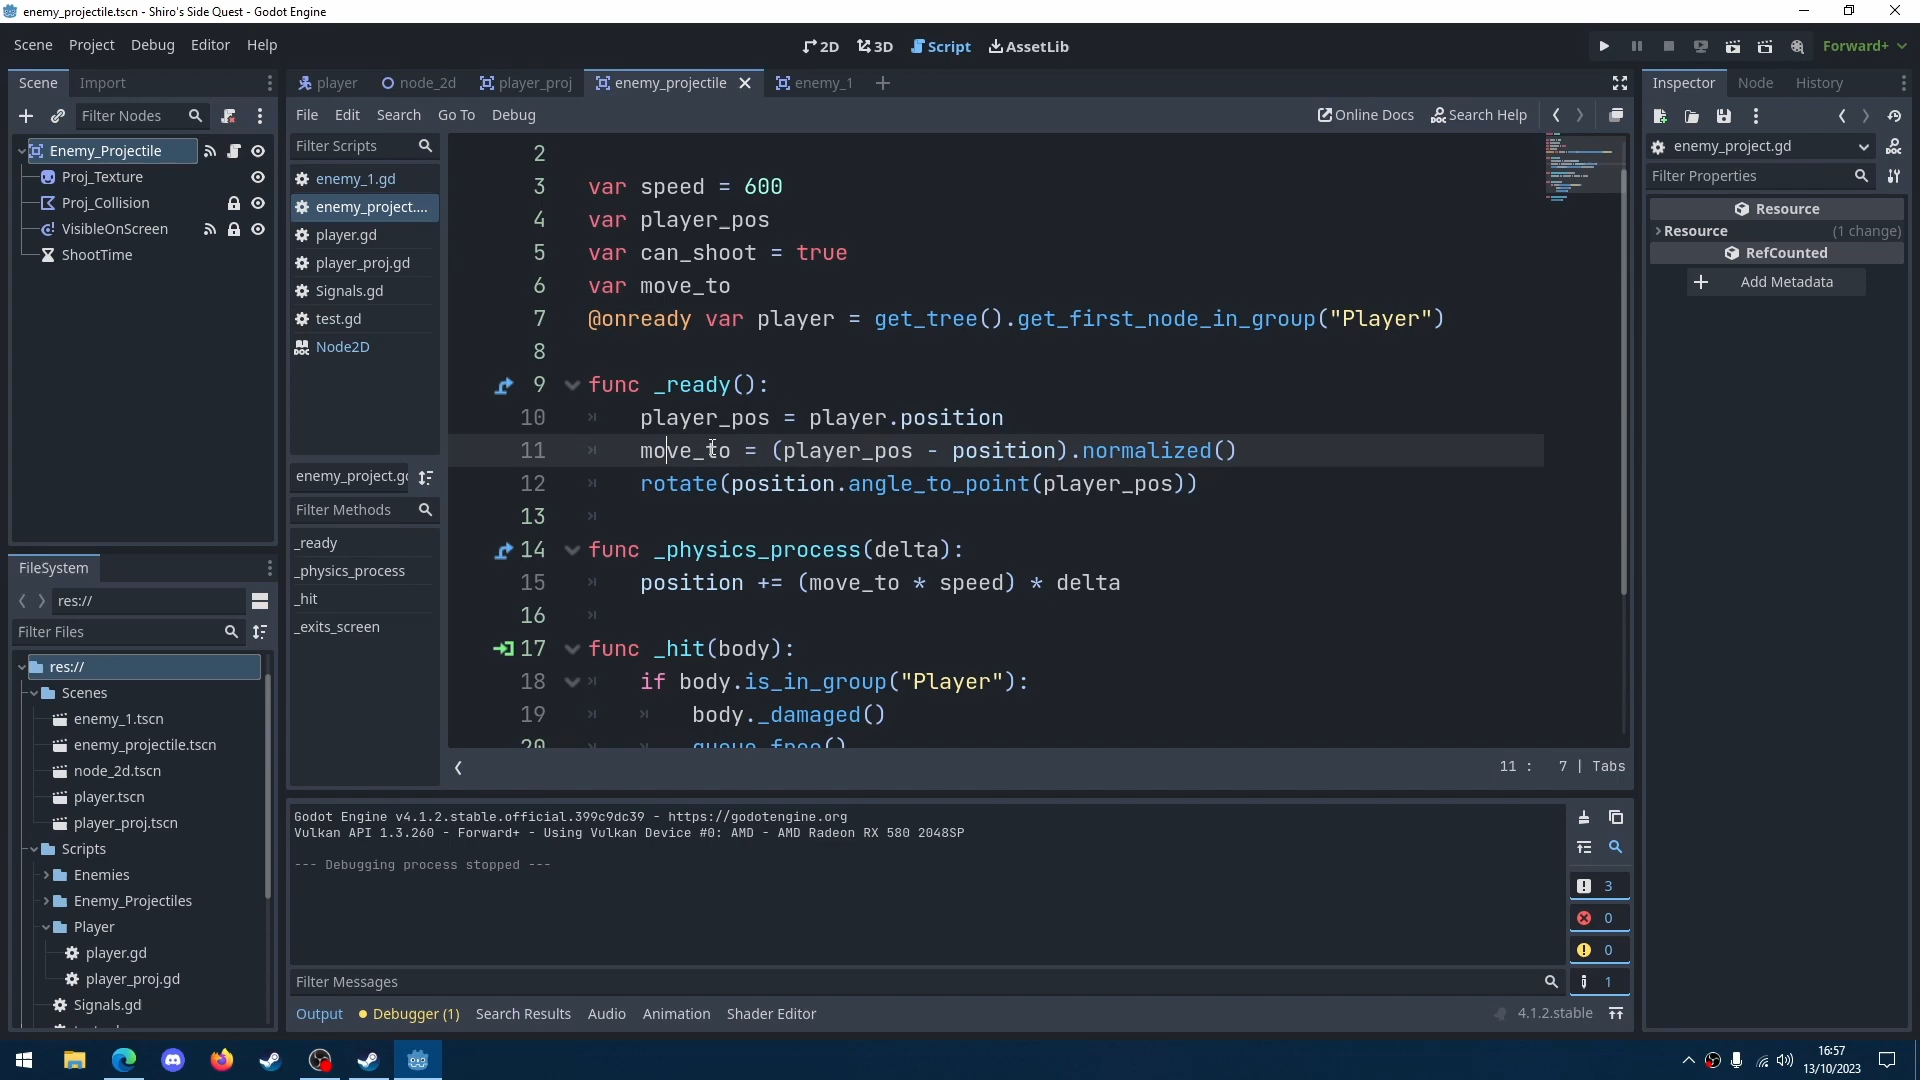 enemy_projectile.tscn - Shiro's Side Quest - Godot Engine
Scene Project Debug Editor Help
2D 3D Script AssetLib
Forward+
Scene Import
player node_2d player_proj enemy_projectile enemy_1
Inspector Node History
Filter Nodes
File Edit Search Go To Debug
Online Docs Search Help
Enemy_Projectile
Proj_Texture
Proj_Collision
VisibleOnScreen
ShootTime
Filter Scripts
enemy_1.gd
enemy_project....
player.gd
player_proj.gd
Signals.gd
test.gd
Node2D
enemy_project.gd
Filter Methods
_ready
_physics_process
_hit
_exits_screen
2
3 var speed = 600
4 var player_pos
5 var can_shoot = true
6 var move_to
7 @onready var player = get_tree().get_first_node_in_group("Player")
8
9 func _ready():
10 player_pos = player.position
11 move_to = (player_pos - position).normalized()
12 rotate(position.angle_to_point(player_pos))
13
14 func _physics_process(delta):
15 position += (move_to * speed) * delta
16
17 func _hit(body):
18 if body.is_in_group("Player"):
19 body._damaged()
20 queue_free()
11 : 7 | Tabs
enemy_project.gd
Filter Properties
Resource
Resource (1 change)
RefCounted
Add Metadata
FileSystem
res://
Filter Files
res://
Scenes
enemy_1.tscn
enemy_projectile.tscn
node_2d.tscn
player.tscn
player_proj.tscn
Scripts
Enemies
Enemy_Projectiles
Player
player.gd
player_proj.gd
Signals.gd
Godot Engine v4.1.2.stable.official.399c9dc39 - https://godotengine.org
Vulkan API 1.3.260 - Forward+ - Using Vulkan Device #0: AMD - AMD Radeon RX 580 2048SP
--- Debugging process stopped ---
3
0
0
1
Filter Messages
Output Debugger (1) Search Results Audio Animation Shader Editor
4.1.2.stable
16:57
13/10/2023